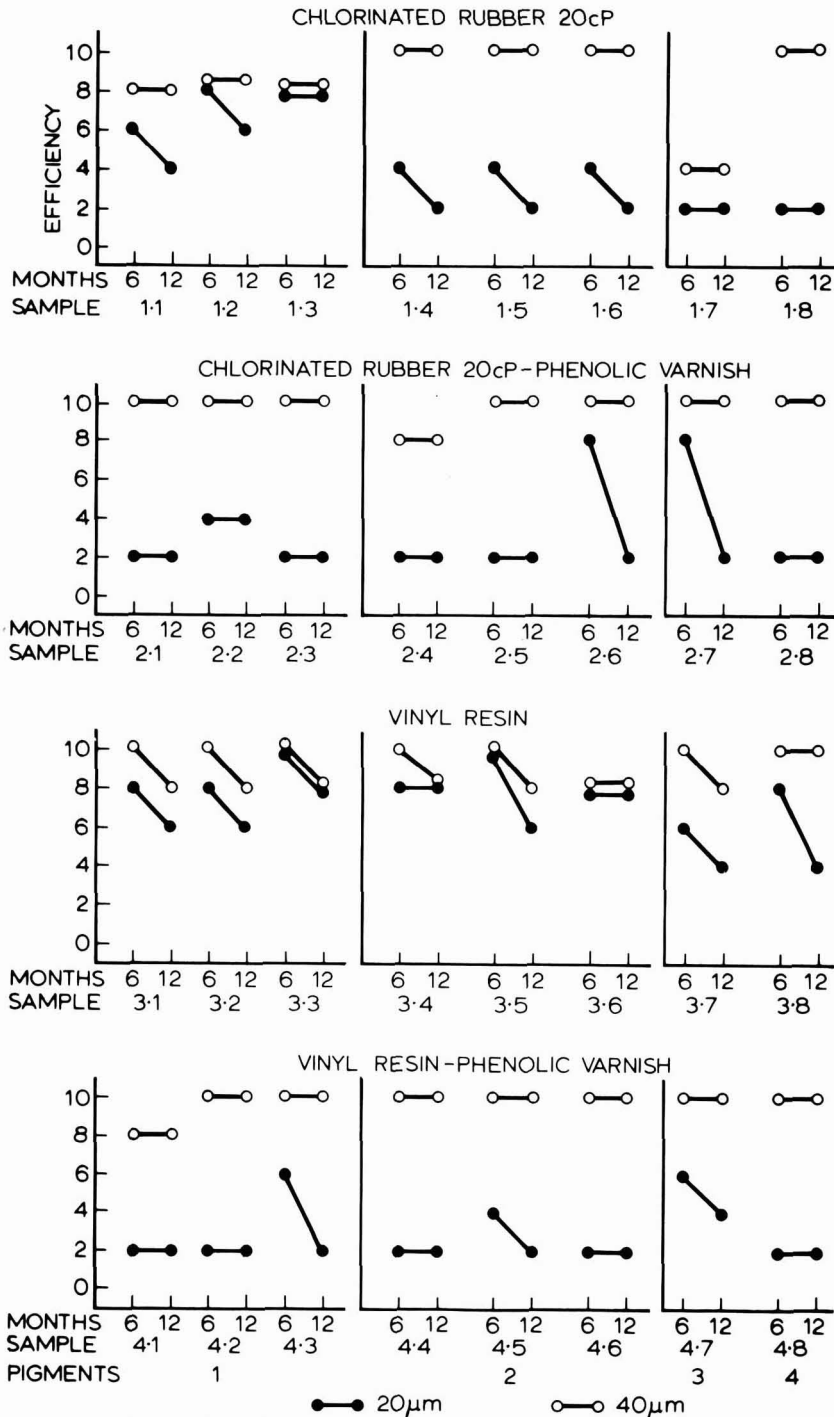 CHLORINATED RUBBER 20cP
EFFICIENCY
10
8
6
4
2
0
MONTHS 6 12 6 12 6 12 6 12 6 12 6 12 6 12 6 12
SAMPLE 1·1 1·2 1·3 1·4 1·5 1·6 1·7 1·8
CHLORINATED RUBBER 20cP-PHENOLIC VARNISH
10
8
6
4
2
0
MONTHS 6 12 6 12 6 12 6 12 6 12 6 12 6 12 6 12
SAMPLE 2·1 2·2 2·3 2·4 2·5 2·6 2·7 2·8
VINYL RESIN
10
8
6
4
2
0
MONTHS 6 12 6 12 6 12 6 12 6 12 6 12 6 12 6 12
SAMPLE 3·1 3·2 3·3 3·4 3·5 3·6 3·7 3·8
VINYL RESIN-PHENOLIC VARNISH
10
8
6
4
2
0
MONTHS 6 12 6 12 6 12 6 12 6 12 6 12 6 12 6 12
SAMPLE 4·1 4·2 4·3 4·4 4·5 4·6 4·7 4·8
PIGMENTS 1 2 3 4
20µm 40µm